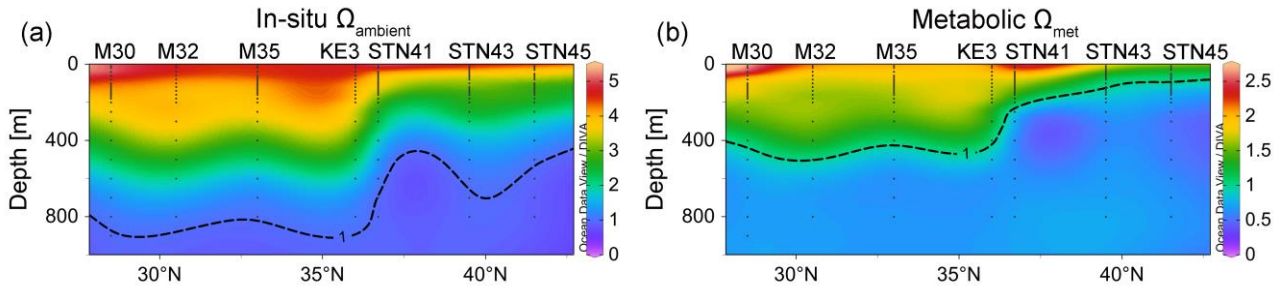 (a) In-situ Ωambient
M30 M32 M35 KE3 STN41 STN43 STN45
0
400
800
Depth [m]
1
30°N 35°N 40°N
5
4
3
2
1
0
Ocean Data View / DIVA
(b) Metabolic Ωmet
M30 M32 M35 KE3 STN41 STN43 STN45
0
400
800
Depth [m]
1
30°N 35°N 40°N
2.5
2
1.5
1
0.5
0
Ocean Data View / DIVA